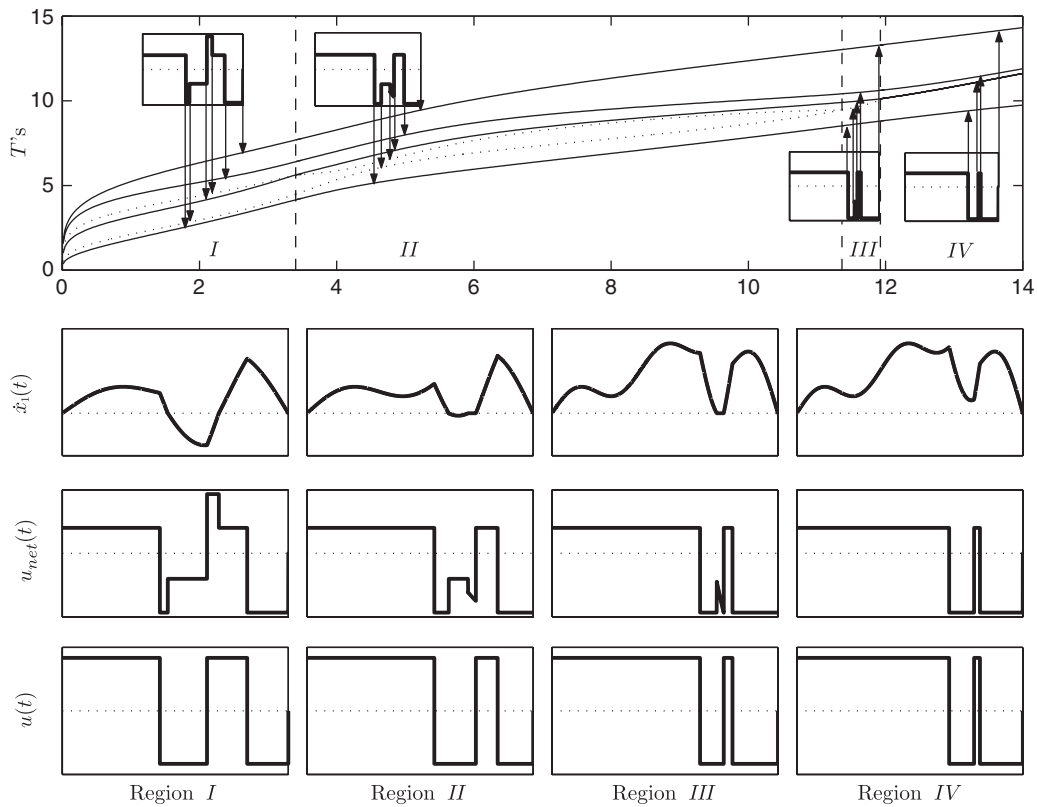 15
10
5
0
T's
I
II
III
IV
0 2 4 6 8 10 12 14
ẋ₁(t)
u_net(t)
u(t)
Region I
Region II
Region III
Region IV